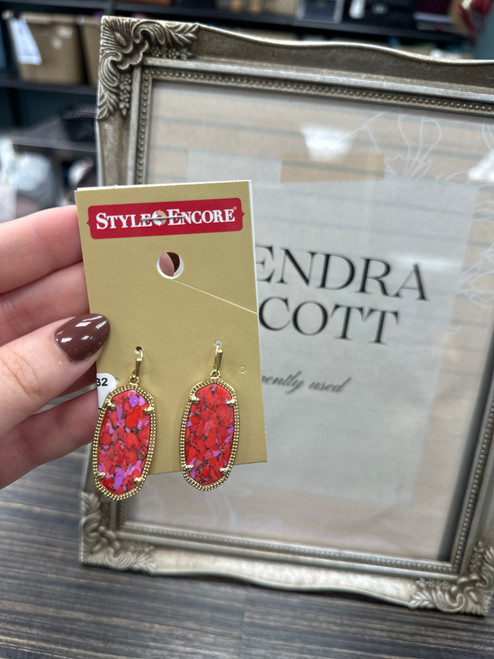 STYLE ENCORE
ENDRA
COTT
ently used
32